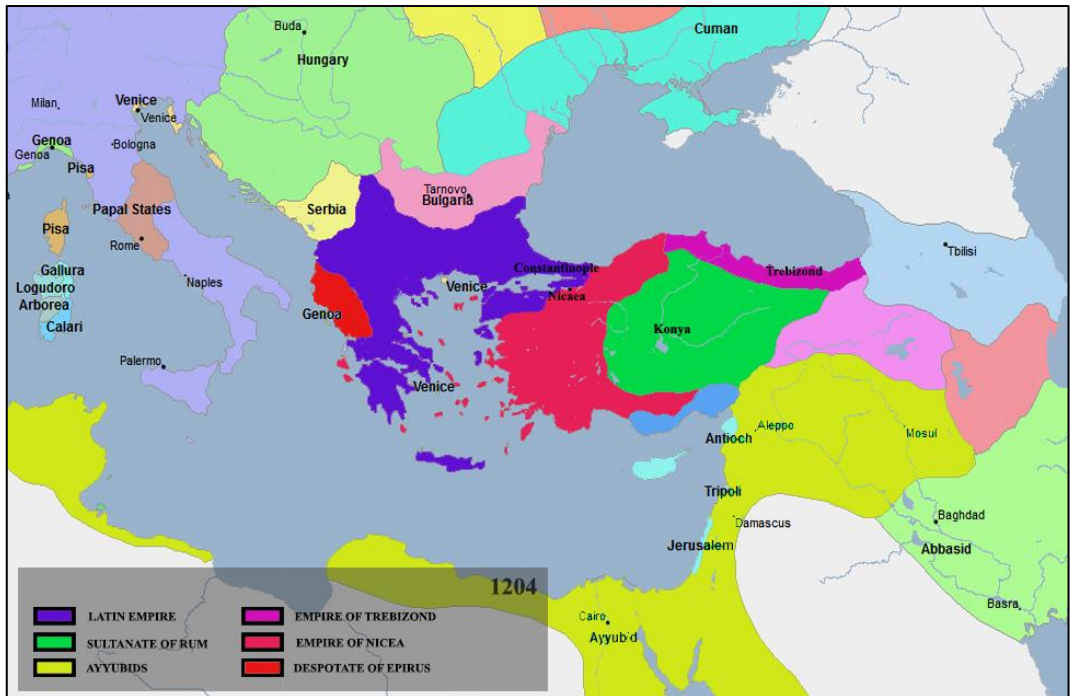 Buda
Hungary
Cuman
Milan
Venice
Venice
Genoa
Genoa
Bologna
Pisa
Papal States
Pisa
Rome
Serbia
Tarnovo
Bulgaria
Tbilisi
Gallura
Logudoro
Arborea
Calari
Naples
Constantinople
Nicaea
Trebizond
Venice
Genoa
Konya
Palermo
Venice
Antioch
Aleppo
Mosul
Tripoli
Damascus
Baghdad
Jerusalem
Abbasid
Basra
Cairo
Ayyubid
1204
LATIN EMPIRE
EMPIRE OF TREBIZOND
SULTANATE OF RUM
EMPIRE OF NICEA
AYYUBIDS
DESPOTATE OF EPIRUS